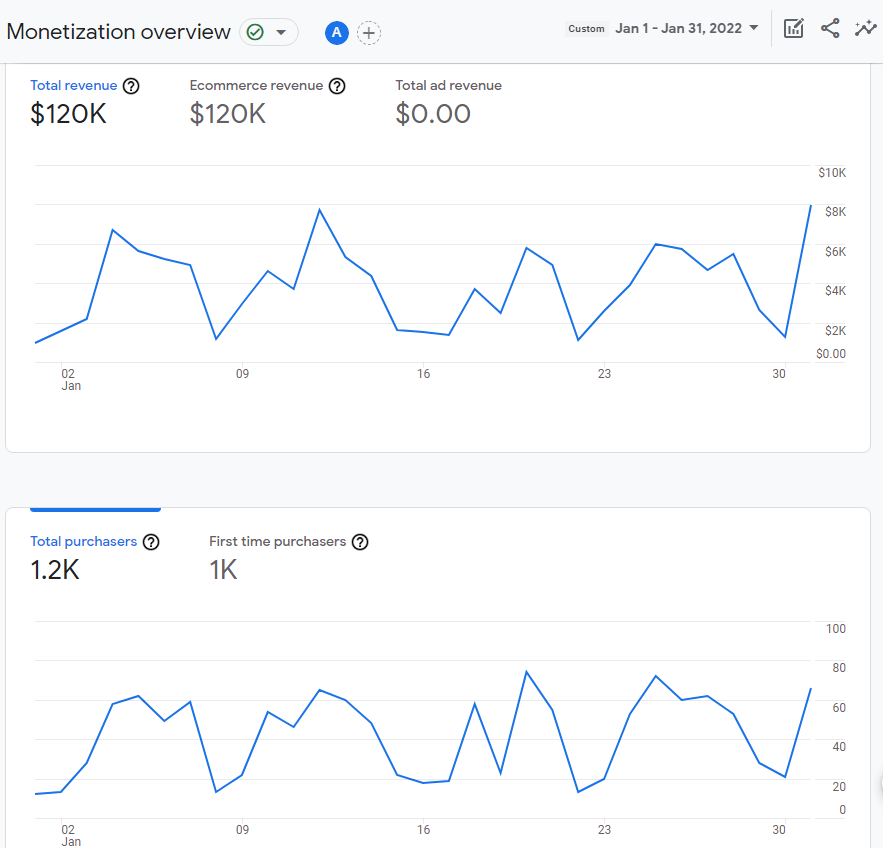 Monetization overview A Custom Jan 1 - Jan 31, 2022
Total revenue Ecommerce revenue Total ad revenue
$120K $120K $0.00
$10K
$8K
$6K
$4K
$2K
$0.00
02 09 16 23 30
Jan
Total purchasers First time purchasers
1.2K 1K
100
80
60
40
20
0
02 09 16 23 30
Jan